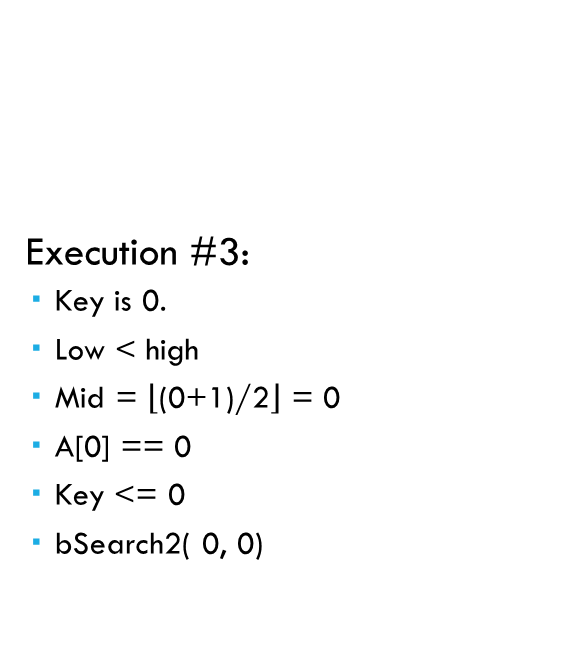 Execution #3:
▪ Key is 0.
▪ Low < high
▪ Mid = ⌊(0+1)/2⌋ = 0
▪ A[0] == 0
▪ Key <= 0
▪ bSearch2( 0, 0)